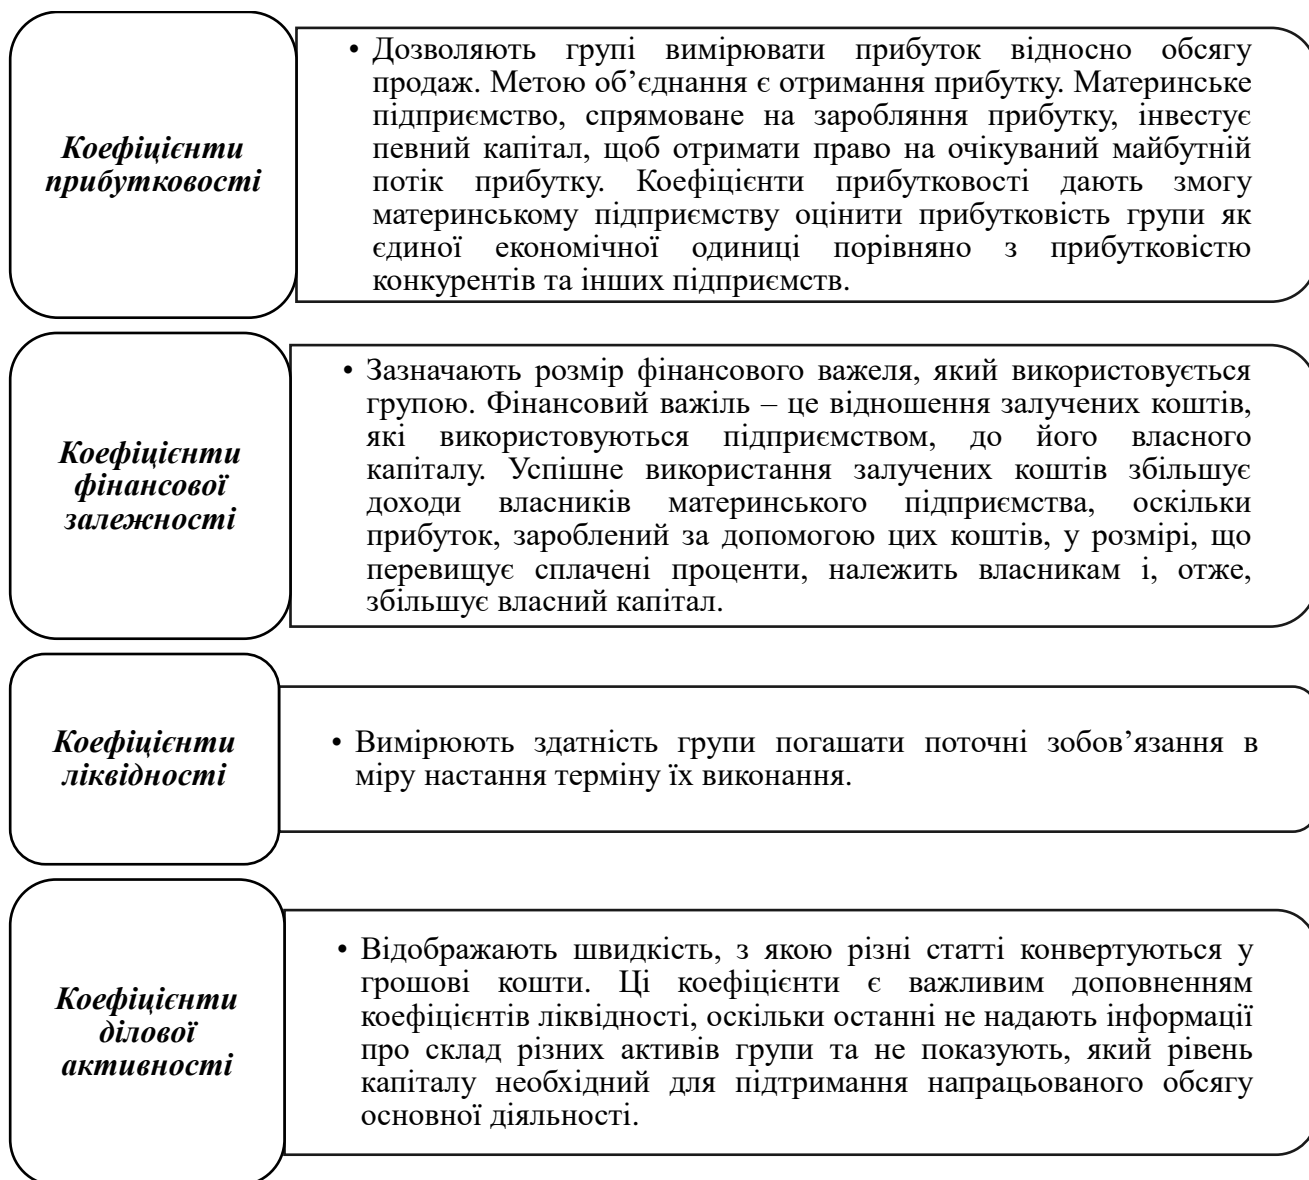 Коефіцієнти
прибутковості
• Дозволяють групі вимірювати прибуток відносно обсягу
продаж. Метою об’єднання є отримання прибутку. Материнське
підприємство, спрямоване на заробляння прибутку, інвестує
певний капітал, щоб отримати право на очікуваний майбутній
потік прибутку. Коефіцієнти прибутковості дають змогу
материнському підприємству оцінити прибутковість групи як
єдиної економічної одиниці порівняно з прибутковістю
конкурентів та інших підприємств.
Коефіцієнти
фінансової
залежності
• Зазначають розмір фінансового важеля, який використовується
групою. Фінансовий важіль – це відношення залучених коштів,
які використовуються підприємством, до його власного
капіталу. Успішне використання залучених коштів збільшує
доходи власників материнського підприємства, оскільки
прибуток, зароблений за допомогою цих коштів, у розмірі, що
перевищує сплачені проценти, належить власникам і, отже,
збільшує власний капітал.
Коефіцієнти
ліквідності
• Вимірюють здатність групи погашати поточні зобов’язання в
міру настання терміну їх виконання.
Коефіцієнти
ділової
активності
• Відображають швидкість, з якою різні статті конвертуються у
грошові кошти. Ці коефіцієнти є важливим доповненням
коефіцієнтів ліквідності, оскільки останні не надають інформації
про склад різних активів групи та не показують, який рівень
капіталу необхідний для підтримання напрацьованого обсягу
основної діяльності.